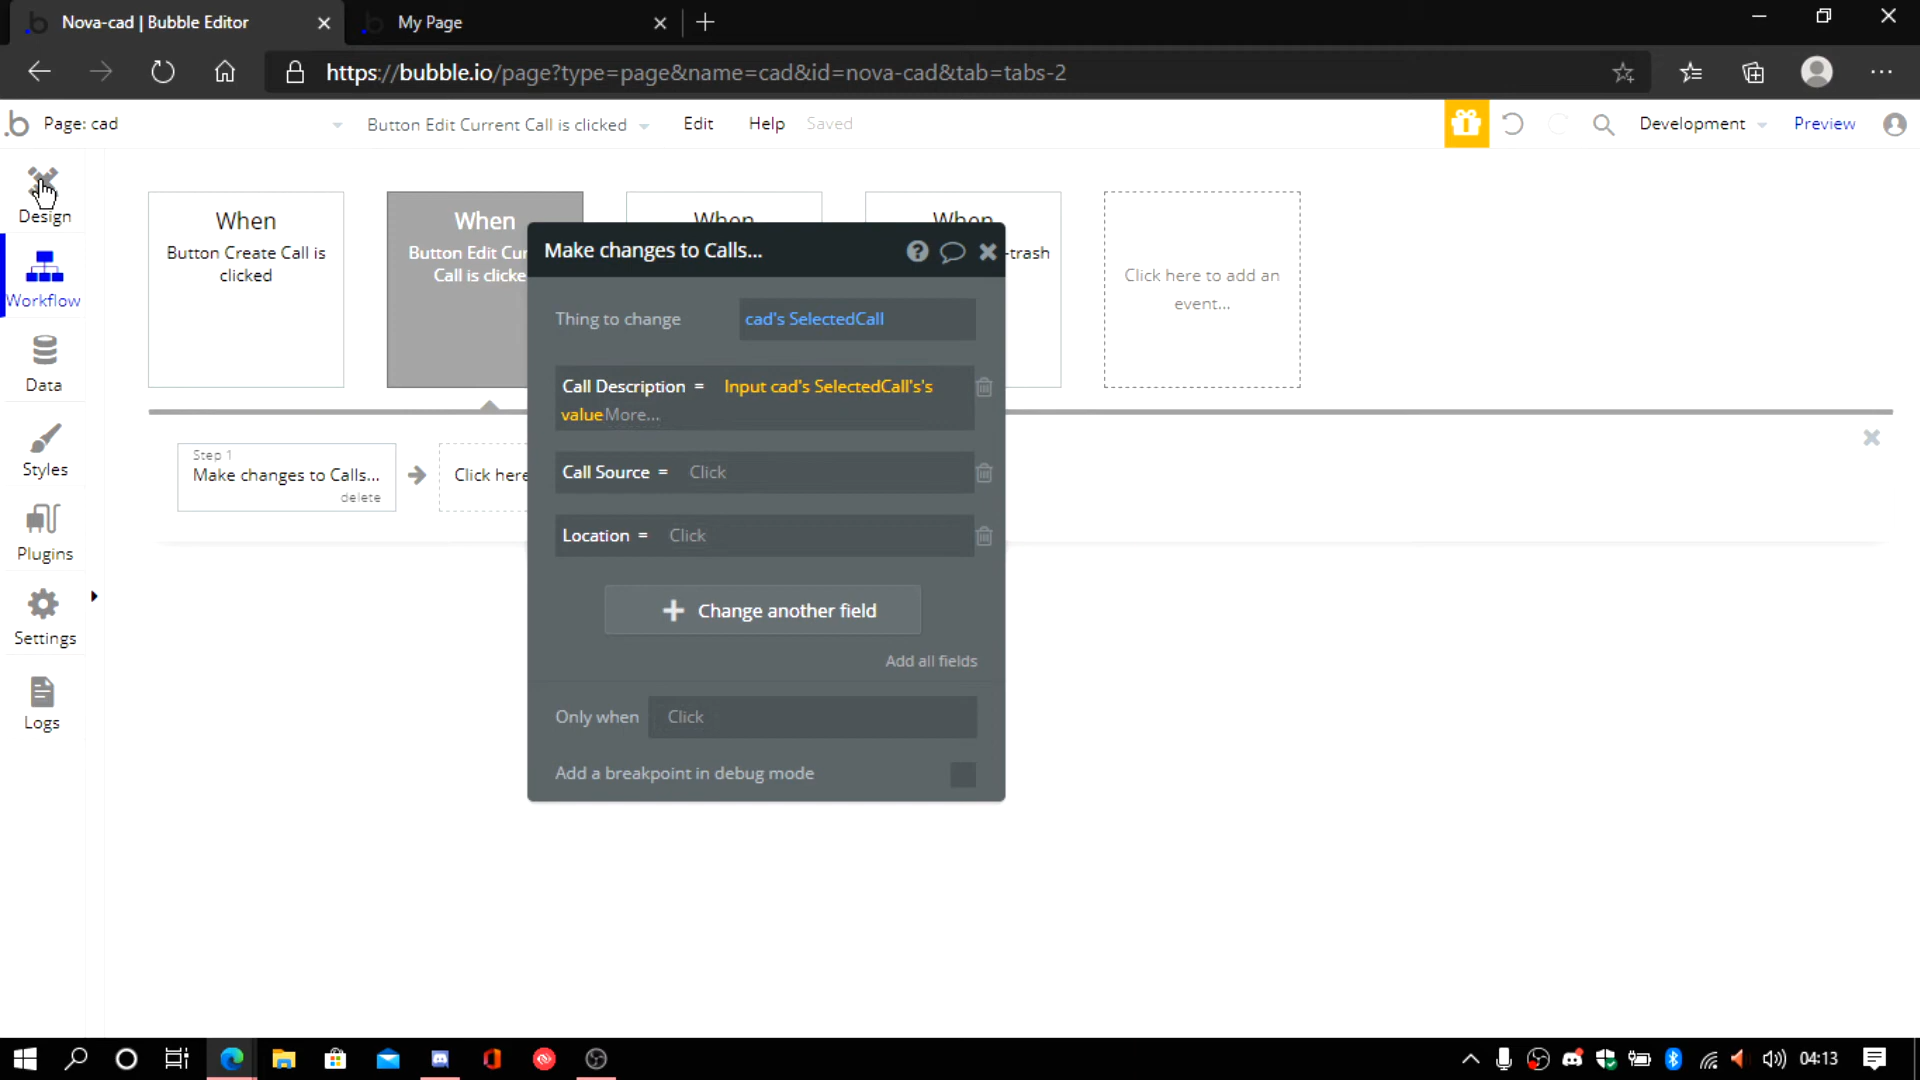 Nova-cad | Bubble Editor
My Page
https://bubble.io/page?type=page&name=cad&id=nova-cad&tab=tabs-2
Page: cad
Button Edit Current Call is clicked
Edit
Help
Saved
Development
Preview
Design
Workflow
Data
Styles
Plugins
Settings
Logs
When
Button Create Call is
clicked
When
Button Edit Cur
Call is clicke
When
When
-trash
Click here to add an
event...
Step 1
Make changes to Calls...
delete
Click here
Make changes to Calls...
Thing to change
cad's SelectedCall
Call Description = Input cad's SelectedCall's's
valueMore...
Call Source = Click
Location = Click
Change another field
Add all fields
Only when
Click
Add a breakpoint in debug mode
04:13